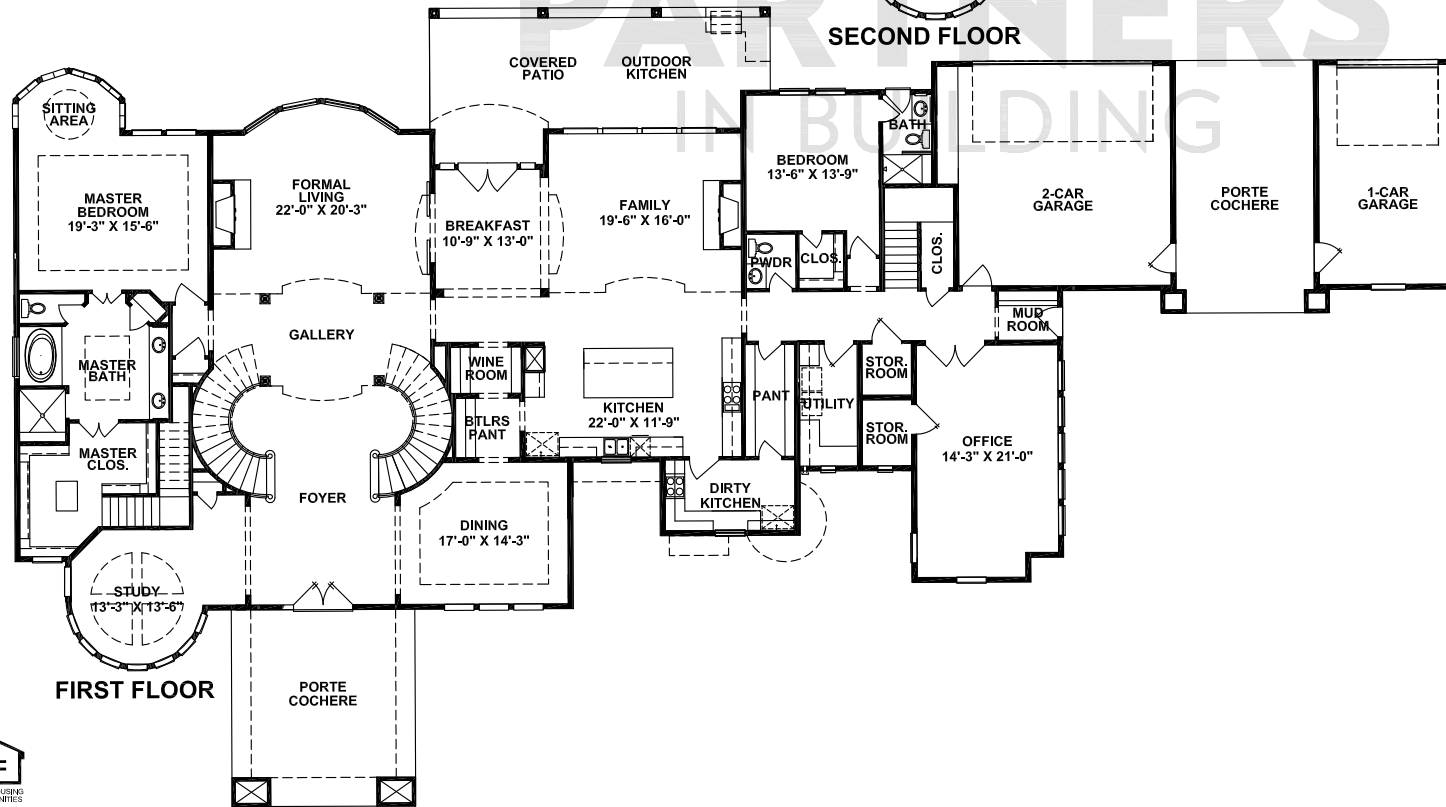 PARTNERS
IN BUILDING
SECOND FLOOR
COVERED
PATIO
OUTDOOR
KITCHEN
SITTING
AREA
BATH
BEDROOM
13'-6" X 13'-9"
MASTER
BEDROOM
19'-3" X 15'-6"
FORMAL
LIVING
22'-0" X 20'-3"
BREAKFAST
10'-9" X 13'-0"
FAMILY
19'-6" X 16'-0"
2-CAR
GARAGE
PORTE
COCHERE
1-CAR
GARAGE
PWDR
CLOS.
CLOS.
GALLERY
MUD
ROOM
MASTER
BATH
WINE
ROOM
STOR.
ROOM
KITCHEN
22'-0" X 11'-9"
PANT
UTILITY
BTLRS
PANT
STOR.
ROOM
OFFICE
14'-3" X 21'-0"
MASTER
CLOS.
FOYER
DIRTY
KITCHEN
DINING
17'-0" X 14'-3"
STUDY
13'-3" X 13'-6"
FIRST FLOOR
PORTE
COCHERE